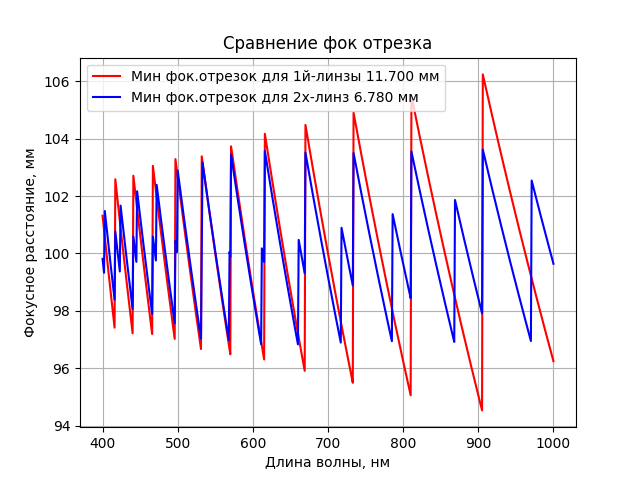 Сравнение фок отрезка
Мин фок.отрезок для 1й-линзы 11.700 мм
Мин фок.отрезок для 2х-линз 6.780 мм
Фокусное расстояние, мм
106
104
102
100
98
96
94
400 500 600 700 800 900 1000
Длина волны, нм